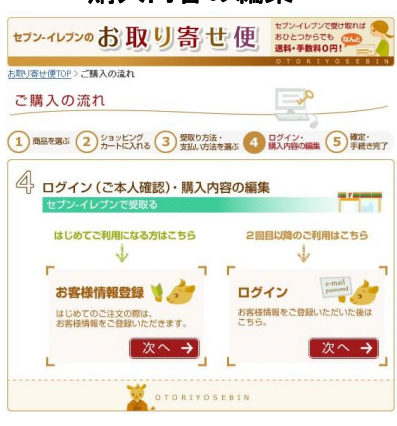 購入内容の編集
セブン-イレブンの お取り寄せ便
セブン-イレブンで受け取れば
おひとつからでも なんと
送料・手数料0円!
OTORIYOSEBIN
お取り寄せ便TOP > ご購入の流れ
ご購入の流れ
1 商品を選ぶ
2 ショッピング
カートに入れる
3 受取り方法・
支払い方法を選ぶ
4 ログイン・
購入内容の編集
5 確定・
手続き完了
4 ログイン(ご本人確認)・購入内容の編集
セブン-イレブンで受取る
はじめてご利用になる方はこちら
お客様情報登録
はじめてのご注文の際は、
お客様情報をご登録いただきます。
次へ →
2回目以降のご利用はこちら
ログイン
e-mail
password
お客様情報をご登録いただいた後は
こちら。
次へ →
OTORIYOSEBIN